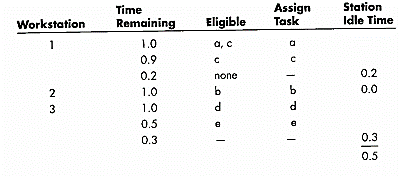 Time Assign Station
Workstation Remaining Eligible Task Idle Time
1 1.0 a, c a
0.9 c c
0.2 none — 0.2
2 1.0 b b 0.0
3 1.0 d d
0.5 e e
0.3 — — 0.3
0.5